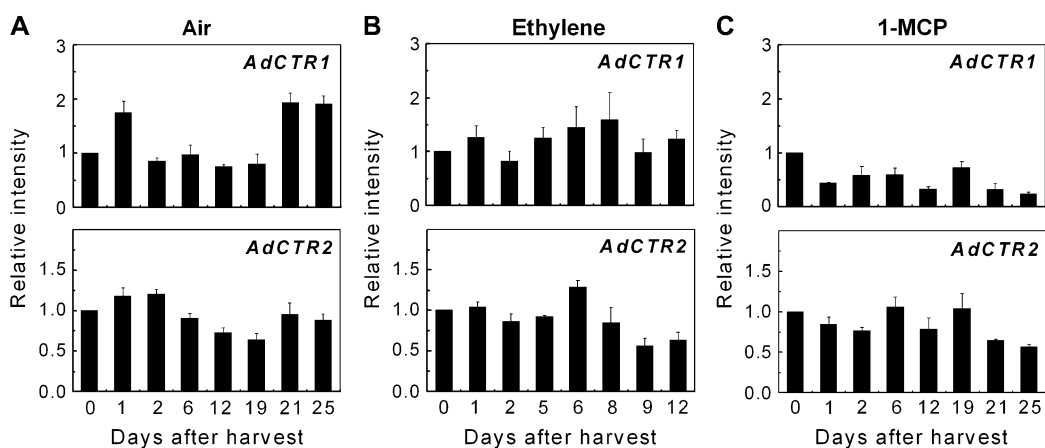 A
Air
3
AdCTR1
2
1
0
Relative intensity
AdCTR2
1.5
1.0
0.5
0.0
0 1 2 6 12 19 21 25
Days after harvest
B
Ethylene
3
AdCTR1
2
1
0
Relative intensity
AdCTR2
1.5
1.0
0.5
0.0
0 1 2 5 6 8 9 12
Days after harvest
C
1-MCP
3
AdCTR1
2
1
0
Relative intensity
AdCTR2
1.5
1.0
0.5
0.0
0 1 2 6 12 19 21 25
Days after harvest